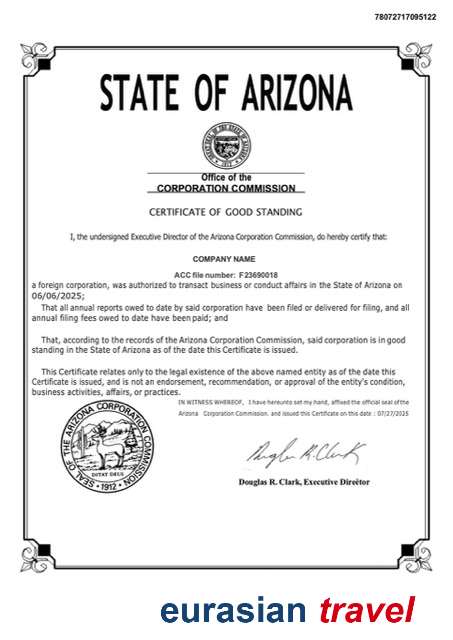 78072717095122
STATE OF ARIZONA
Office of the
CORPORATION COMMISSION
CERTIFICATE OF GOOD STANDING
I, the undersigned Executive Director of the Arizona Corporation Commission, do hereby certify that:
COMPANY NAME
ACC file number: F23690018
a foreign corporation, was authorized to transact business or conduct affairs in the State of Arizona on
06/06/2025;
That all annual reports owed to date by said corporation have been filed or delivered for filing, and all
annual filing fees owed to date have been paid; and
That, according to the records of the Arizona Corporation Commission, said corporation is in good
standing in the State of Arizona as of the date this Certificate is issued.
This Certificate relates only to the legal existence of the above named entity as of the date this
Certificate is issued, and is not an endorsement, recommendation, or approval of the entity's condition,
business activities, affairs, or practices.
IN WITNESS WHEREOF, I have hereunto set my hand, affixed the official seal of the
Arizona Corporation Commission. and issued this Certificate on this date : 07/27/2025
SEAL OF THE ARIZONA CORPORATION COMMISSION
DITAT DEUS
1912
Douglas R. Clark
Douglas R. Clark, Executive Director
eurasian travel